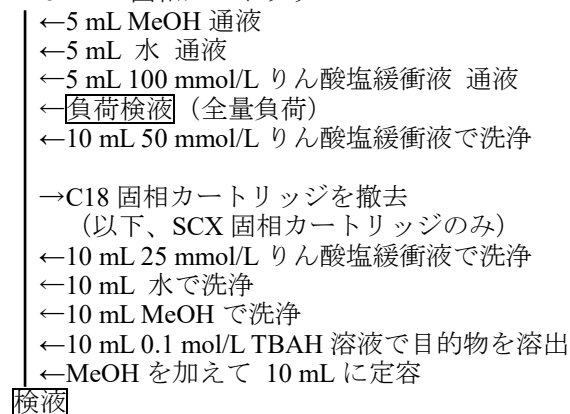 ←5 mL MeOH 通液
←5 mL 水 通液
←5 mL 100 mmol/L りん酸塩緩衝液 通液
←負荷検液（全量負荷）
←10 mL 50 mmol/L りん酸塩緩衝液で洗浄
→C18 固相カートリッジを撤去
（以下、SCX 固相カートリッジのみ）
←10 mL 25 mmol/L りん酸塩緩衝液で洗浄
←10 mL 水で洗浄
←10 mL MeOH で洗浄
←10 mL 0.1 mol/L TBAH 溶液で目的物を溶出
←MeOH を加えて 10 mL に定容
検液